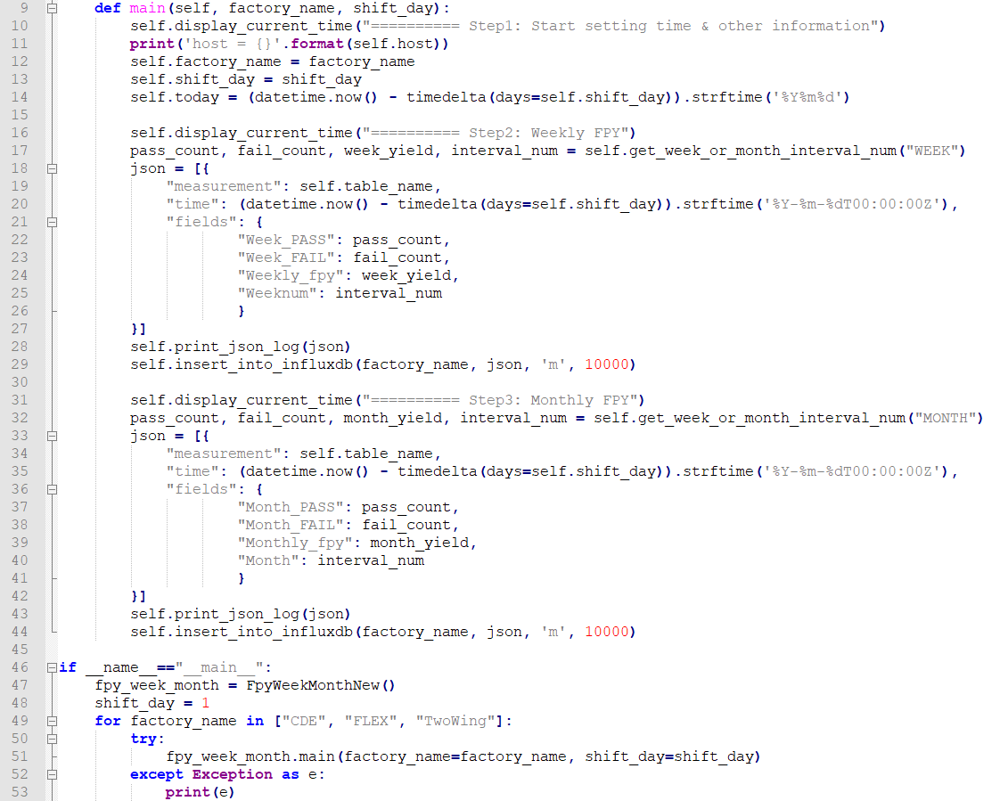 9 def main(self, factory_name, shift_day):
10 self.display_current_time("========== Step1: Start setting time & other information")
11 print('host = {}'.format(self.host))
12 self.factory_name = factory_name
13 self.shift_day = shift_day
14 self.today = (datetime.now() - timedelta(days=self.shift_day)).strftime('%Y%m%d')
15
16 self.display_current_time("========== Step2: Weekly FPY")
17 pass_count, fail_count, week_yield, interval_num = self.get_week_or_month_interval_num("WEEK")
18 json = [{
19 "measurement": self.table_name,
20 "time": (datetime.now() - timedelta(days=self.shift_day)).strftime('%Y-%m-%dT00:00:00Z'),
21 "fields": {
22 "Week_PASS": pass_count,
23 "Week_FAIL": fail_count,
24 "Weekly_fpy": week_yield,
25 "Weeknum": interval_num
26 }
27 }]
28 self.print_json_log(json)
29 self.insert_into_influxdb(factory_name, json, 'm', 10000)
30
31 self.display_current_time("========== Step3: Monthly FPY")
32 pass_count, fail_count, month_yield, interval_num = self.get_week_or_month_interval_num("MONTH")
33 json = [{
34 "measurement": self.table_name,
35 "time": (datetime.now() - timedelta(days=self.shift_day)).strftime('%Y-%m-%dT00:00:00Z'),
36 "fields": {
37 "Month_PASS": pass_count,
38 "Month_FAIL": fail_count,
39 "Monthly_fpy": month_yield,
40 "Month": interval_num
41 }
42 }]
43 self.print_json_log(json)
44 self.insert_into_influxdb(factory_name, json, 'm', 10000)
45
46 if __name__=="__main__":
47 fpy_week_month = FpyWeekMonthNew()
48 shift_day = 1
49 for factory_name in ["CDE", "FLEX", "TwoWing"]:
50 try:
51 fpy_week_month.main(factory_name=factory_name, shift_day=shift_day)
52 except Exception as e:
53 print(e)